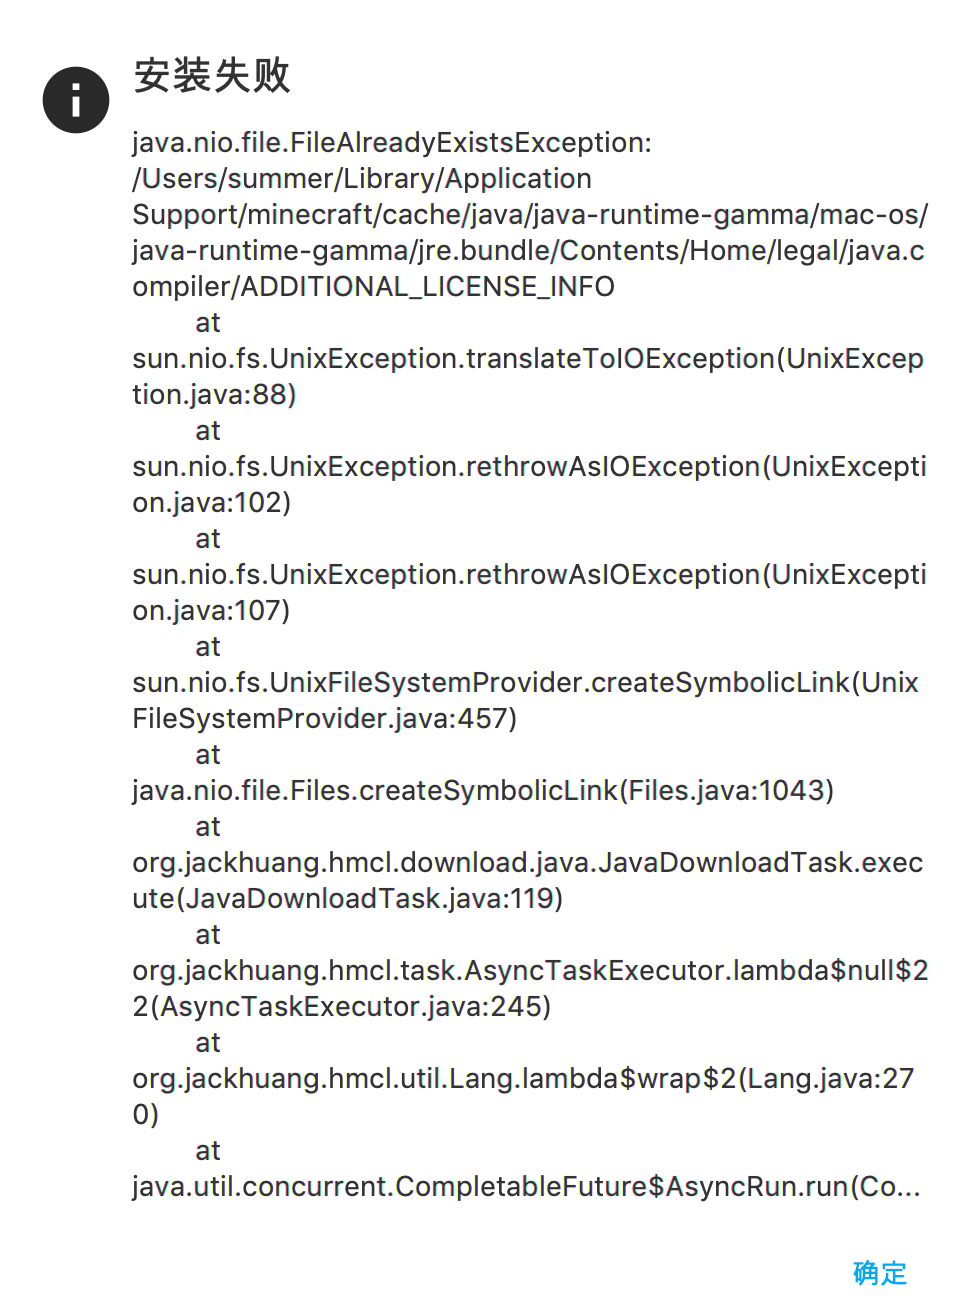 安装失败
java.nio.file.FileAlreadyExistsException:
/Users/summer/Library/Application
Support/minecraft/cache/java/java-runtime-gamma/mac-os/
java-runtime-gamma/jre.bundle/Contents/Home/legal/java.c
ompiler/ADDITIONAL_LICENSE_INFO
at
sun.nio.fs.UnixException.translateToIOException(UnixExcep
tion.java:88)
at
sun.nio.fs.UnixException.rethrowAsIOException(UnixExcepti
on.java:102)
at
sun.nio.fs.UnixException.rethrowAsIOException(UnixExcepti
on.java:107)
at
sun.nio.fs.UnixFileSystemProvider.createSymbolicLink(Unix
FileSystemProvider.java:457)
at
java.nio.file.Files.createSymbolicLink(Files.java:1043)
at
org.jackhuang.hmcl.download.java.JavaDownloadTask.exec
ute(JavaDownloadTask.java:119)
at
org.jackhuang.hmcl.task.AsyncTaskExecutor.lambda$null$2
2(AsyncTaskExecutor.java:245)
at
org.jackhuang.hmcl.util.Lang.lambda$wrap$2(Lang.java:27
0)
at
java.util.concurrent.CompletableFuture$AsyncRun.run(Co...
确定